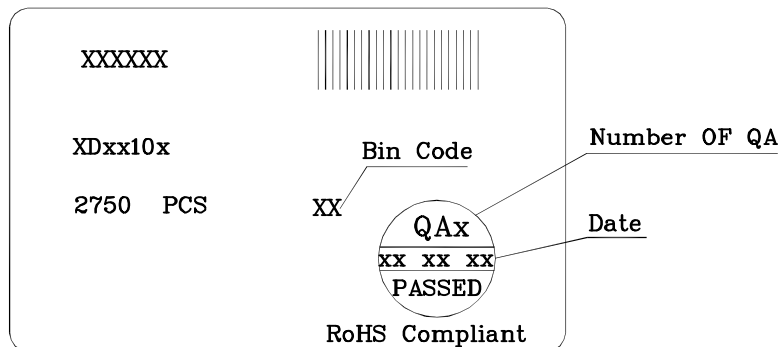 XXXXXX
XDxx10x
Bin Code
Number OF QA
2750 PCS
XX
QAx
Date
xx xx xx
PASSED
RoHS Compliant